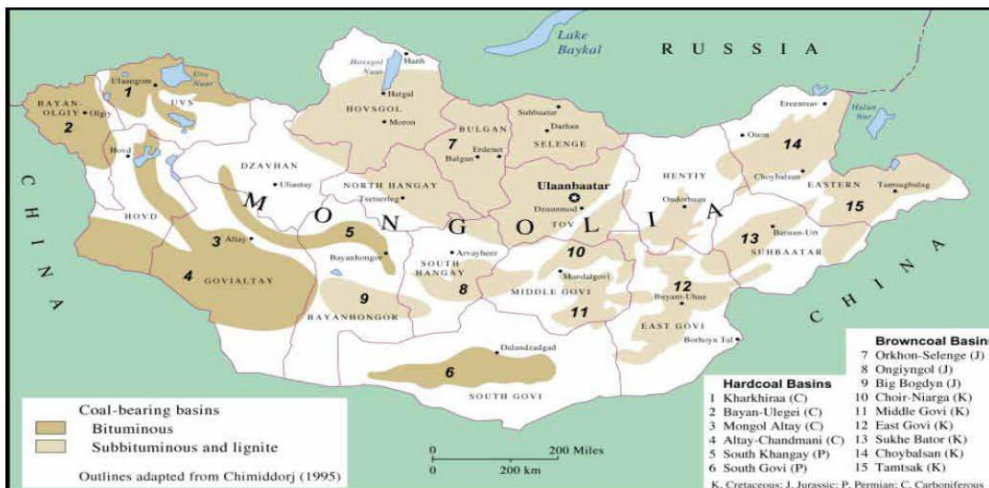 Lake
Baykal
RUSSIA
Hovsgol
Nuur
Hanh
Hatgal
HOVSGOL
Moron
Ulaangom
Uvs
Nuur
1
UVS
BAYAN-
OLGIY
Olgiy
2
Hovd
HOVD
DZAVHAN
Uliastay
BULGAN
7
Erdenet
Bulgan
Suhbaatar
Darhan
SELENGE
NORTH HANGAY
Tsetserleg
Ulaanbaatar
Dzuunmod
TOV
HENTIY
Ondorhaan
Ereentsav
Hulun
Nur
Onon
14
Choybalsan
EASTERN
Tamsagbulag
15
MONGOLIA
CHINA
3
Altay
4
GOVIALTAY
5
Bayanhongor
9
BAYANHONGOR
Arvayheer
SOUTH
HANGAY
8
10
Mandalgovi
MIDDLE GOVI
11
13
Baruun-Urt
SUHBAATAR
12
Buyant-Uhaa
EAST GOVI
Borhoyn Tal
Dalandzadgad
6
SOUTH GOVI
CHINA
Coal-bearing basins
Bituminous
Subbituminous and lignite
Outlines adapted from Chimiddorj (1995)
0 200 Miles
0 200 km
Hardcoal Basins
1 Kharkhiraa (C)
2 Bayan-Ulegei (C)
3 Mongol Altay (C)
4 Altay-Chandmani (C)
5 South Khangay (P)
6 South Govi (P)
Browncoal Basins
7 Orkhon-Selenge (J)
8 Ongiyngol (J)
9 Big Bogdyn (J)
10 Choir-Niarga (K)
11 Middle Govi (K)
12 East Govi (K)
13 Sukhe Bator (K)
14 Choybalsan (K)
15 Tamtsak (K)
K, Cretaceous; J, Jurassic; P, Permian; C, Carboniferous